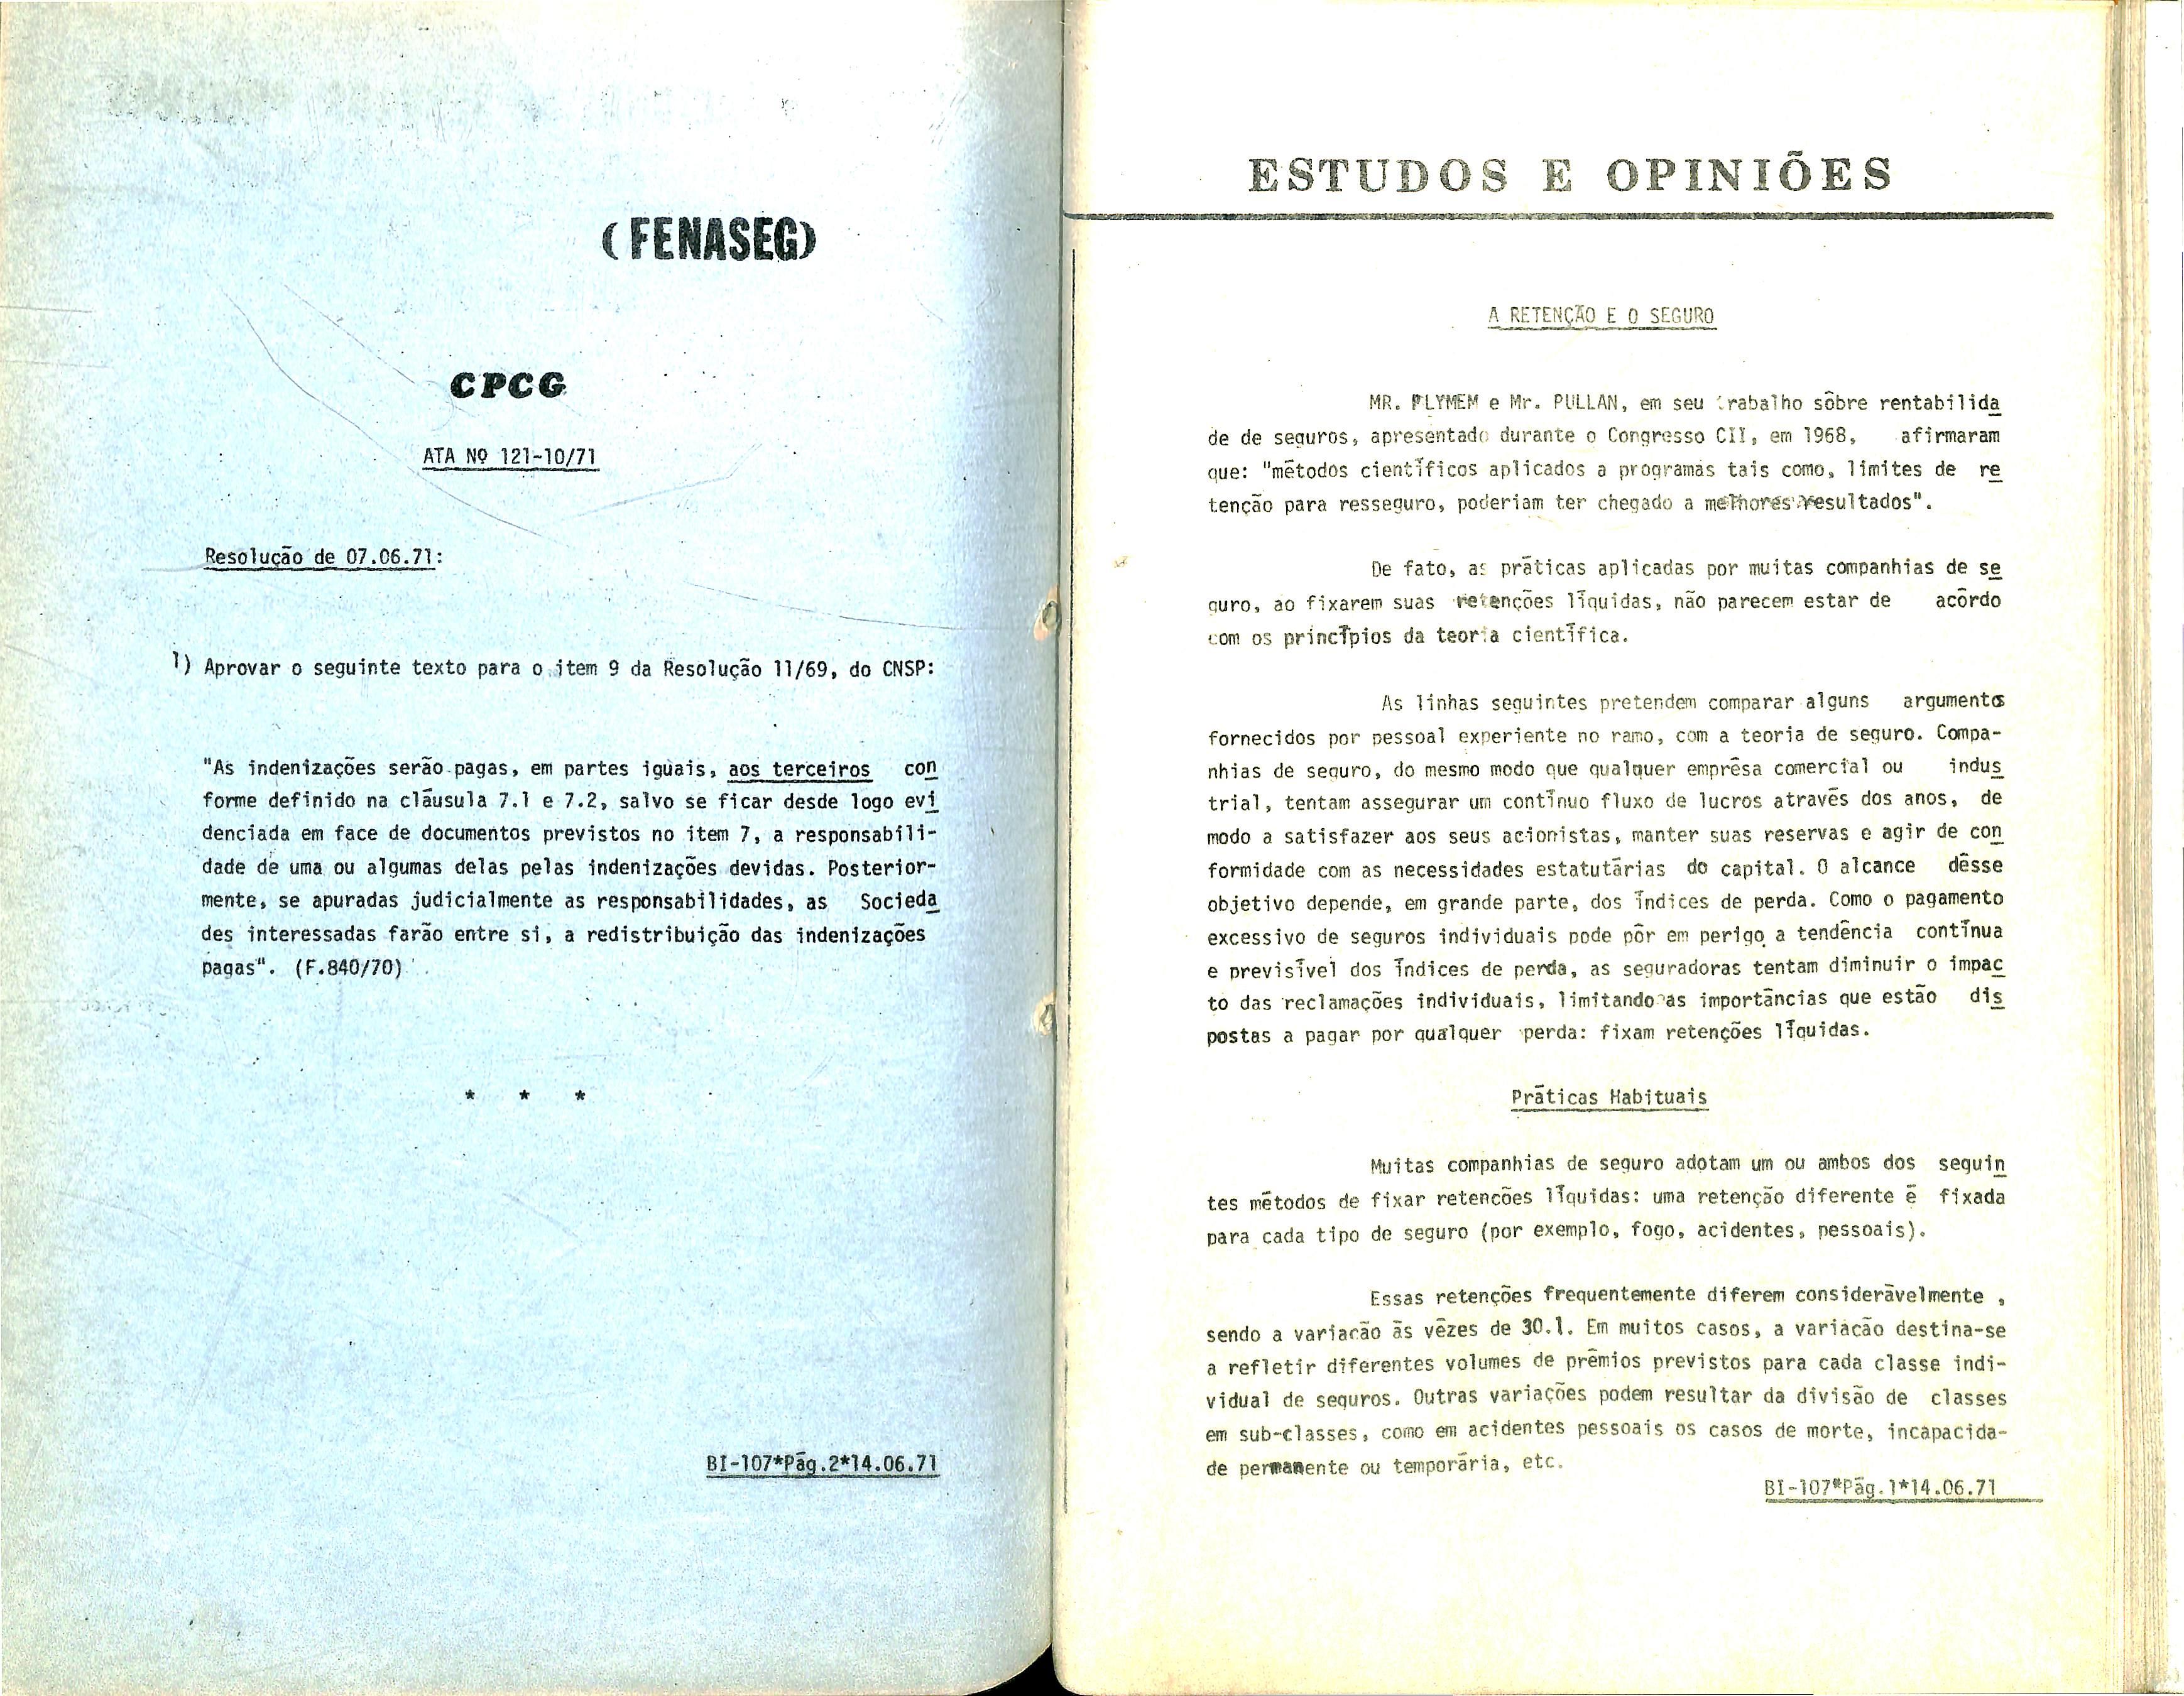 (FENASEG)
CPCG
ATA Nº 121-10/71
Resolução de 07.06.71:
1) Aprovar o seguinte texto para o item 9 da Resolução 11/69, do CNSP:
"As indenizações serão pagas, em partes iguais, aos terceiros con
forme definido na cláusula 7.1 e 7.2, salvo se ficar desde logo evi
denciada em face de documentos previstos no item 7, a responsabili-
dade de uma ou algumas delas pelas indenizações devidas. Posterior-
mente, se apuradas judicialmente as responsabilidades, as Socieda
des interessadas farão entre si, a redistribuição das indenizações
pagas". (F.840/70)
* * *
BI-107*Pág.2*14.06.71
ESTUDOS E OPINIÕES
A RETENÇÃO E O SEGURO
MR. PLYMEM e Mr. PULLAN, em seu trabalho sôbre rentabilida
de de seguros, apresentado durante o Congresso CII, em 1968, afirmaram
que: "métodos científicos aplicados a programas tais como, limites de re
tenção para resseguro, poderiam ter chegado a melhores resultados".
De fato, as práticas aplicadas por muitas companhias de se
guro, ao fixarem suas retenções líquidas, não parecem estar de acôrdo
com os princípios da teoria científica.
As linhas seguintes pretendem comparar alguns argumentos
fornecidos por pessoal experiente no ramo, com a teoria de seguro. Compa-
nhias de seguro, do mesmo modo que qualquer emprêsa comercial ou indus
trial, tentam assegurar um contínuo fluxo de lucros através dos anos, de
modo a satisfazer aos seus acionistas, manter suas reservas e agir de con
formidade com as necessidades estatutárias do capital. O alcance dêsse
objetivo depende, em grande parte, dos índices de perda. Como o pagamento
excessivo de seguros individuais pode pôr em perigo a tendência contínua
e previsível dos índices de perda, as seguradoras tentam diminuir o impac
to das reclamações individuais, limitando as importâncias que estão dis
postas a pagar por qualquer perda: fixam retenções líquidas.
Práticas Habituais
Muitas companhias de seguro adotam um ou ambos dos seguin
tes métodos de fixar retencões líquidas: uma retenção diferente é fixada
para cada tipo de seguro (por exemplo, fogo, acidentes, pessoais).
Essas retenções frequentemente diferem consideràvelmente ,
sendo a variacão às vêzes de 30.1. Em muitos casos, a variacão destina-se
a refletir diferentes volumes de prêmios previstos para cada classe indi-
vidual de seguros. Outras variações podem resultar da divisão de classes
em sub-classes, como em acidentes pessoais os casos de morte, incapacida-
de permanente ou temporária, etc.
BI-107*Pág.1*14.06.71